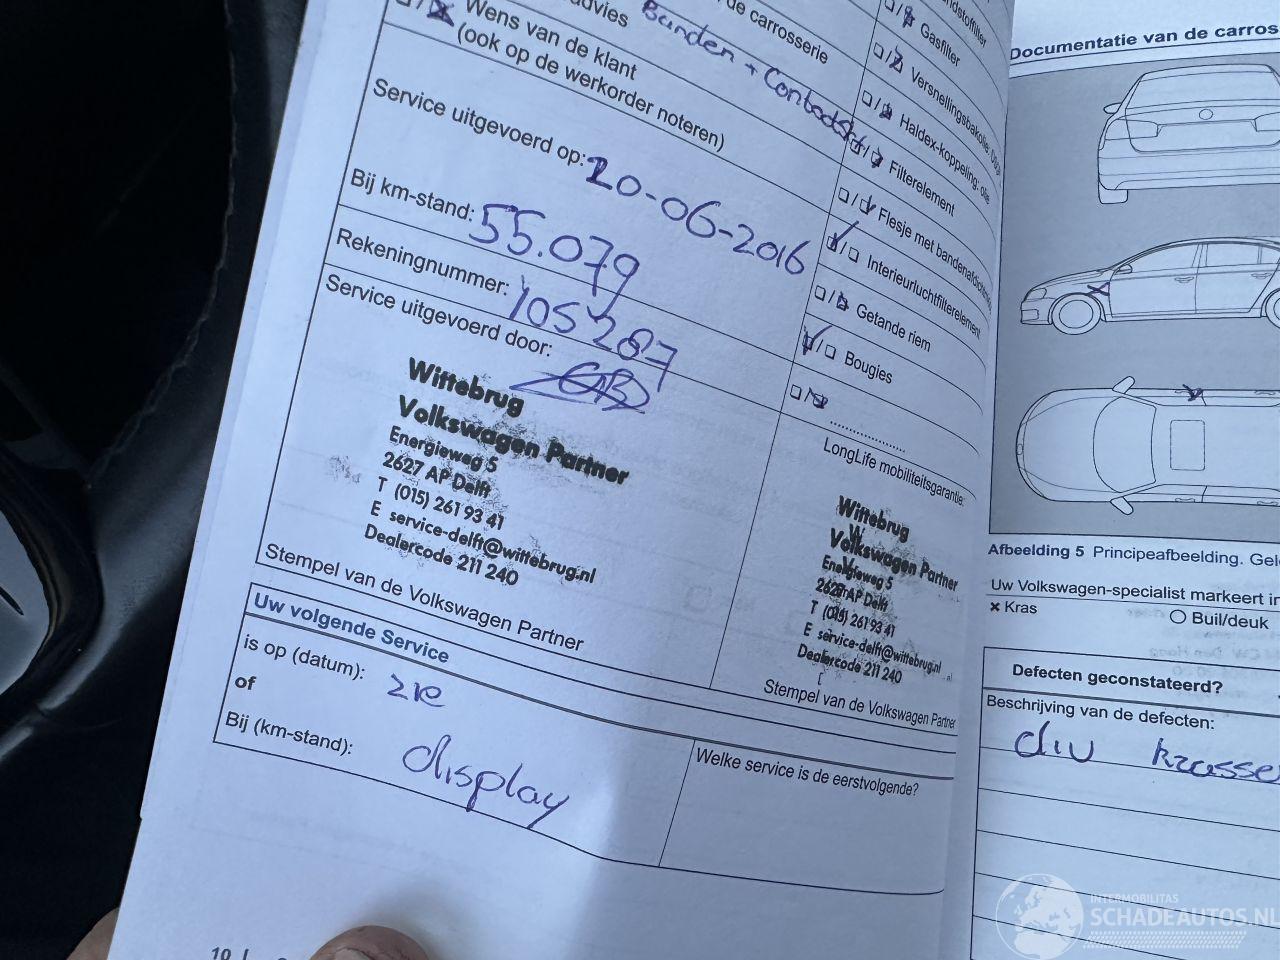 de carrosserie
Banden + Contact
Wens van de klant
(ook op de werkorder noteren)
Service uitgevoerd op: 20-06-2016
Bij km-stand: 55.079
Rekeningnummer: 105287
Service uitgevoerd door:
Wittebrug
Volkswagen Partner
Energieweg 5
2627 AP Delft
T (015) 261 93 41
E service-delft@wittebrug.nl
Dealercode 211 240
Stempel van de Volkswagen Partner
Gasfilter
Versnellingsbakolie:
Haldex-koppeling: olie
Filterelement
Flesje met bandenafdichtmiddel
Interieurluchtfilterelement
Getande riem
Bougies
LongLife mobiliteitsgarantie:
Wittebrug
Volkswagen Partner
Energieweg 5
2627 AP Delft
T (015) 261 93 41
E service-delft@wittebrug.nl
Dealercode 211 240
Stempel van de Volkswagen Partner
Uw volgende Service
is op (datum): zie
of
Bij (km-stand): display
Welke service is de eerstvolgende?
10
Documentatie van de carros
Afbeelding 5 Principeafbeelding. Gel
Uw Volkswagen-specialist markeert in
× Kras
Buil/deuk
Defecten geconstateerd?
Beschrijving van de defecten:
div krasse
INTERMOBILITAS
SCHADEAUTOS.NL